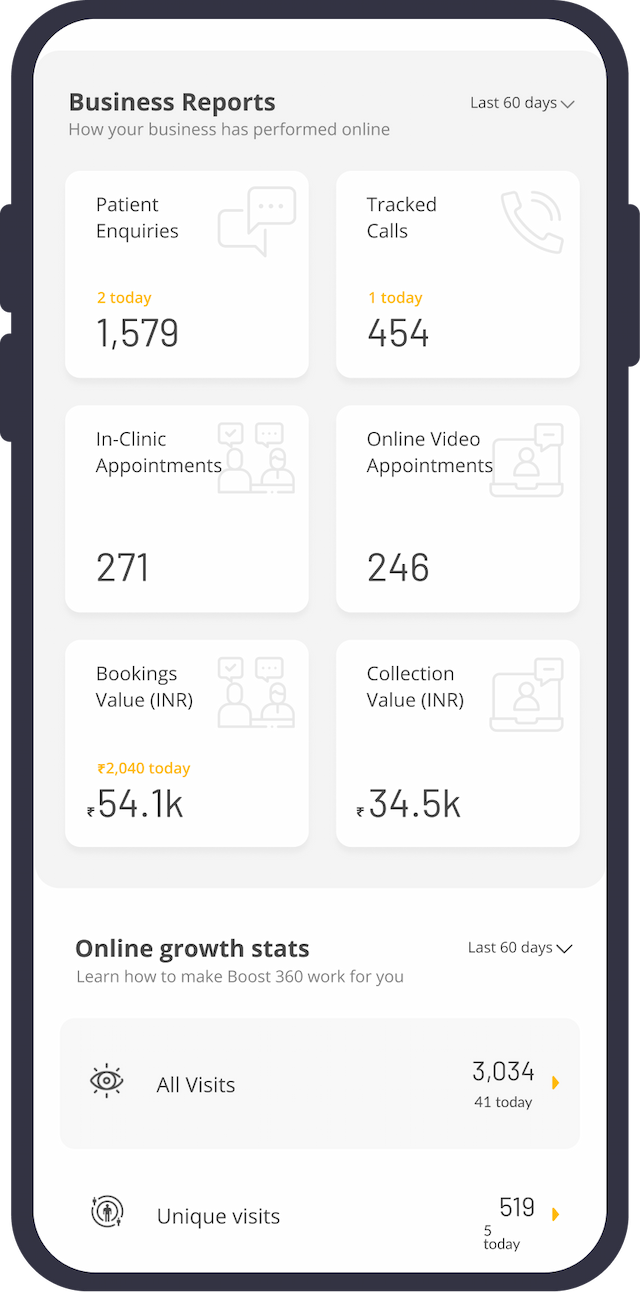 Business Reports
Last 60 days
How your business has performed online
Patient
Enquiries
2 today
1,579
Tracked
Calls
1 today
454
In-Clinic
Appointments
271
Online Video
Appointments
246
Bookings
Value (INR)
₹2,040 today
₹54.1k
Collection
Value (INR)
₹34.5k
Online growth stats
Last 60 days
Learn how to make Boost 360 work for you
All Visits
3,034
41 today
Unique visits
519
5
today